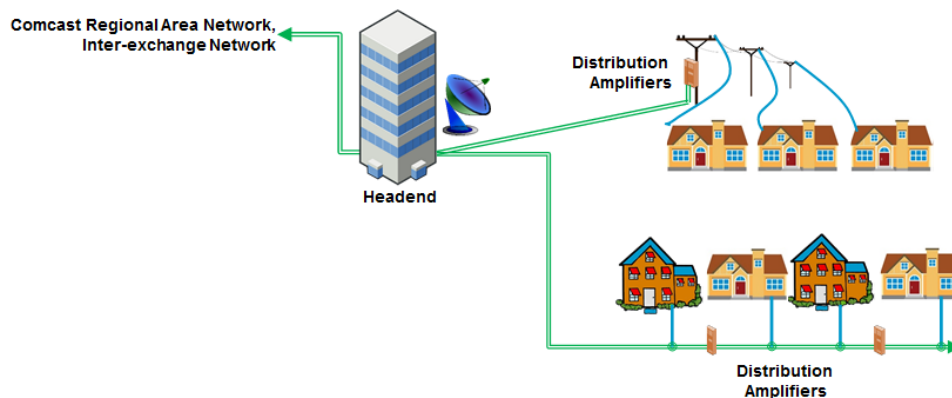 Comcast Regional Area Network,
Inter-exchange Network
Distribution
Amplifiers
Headend
Distribution
Amplifiers